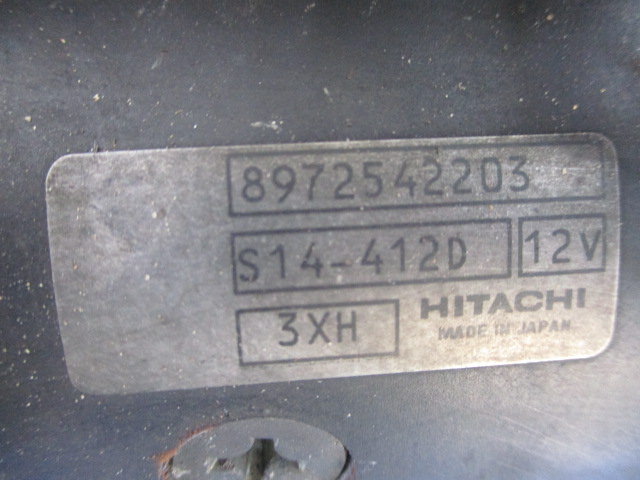 8972542203
S14-412D 12V
3XH HITACHI
MADE IN JAPAN